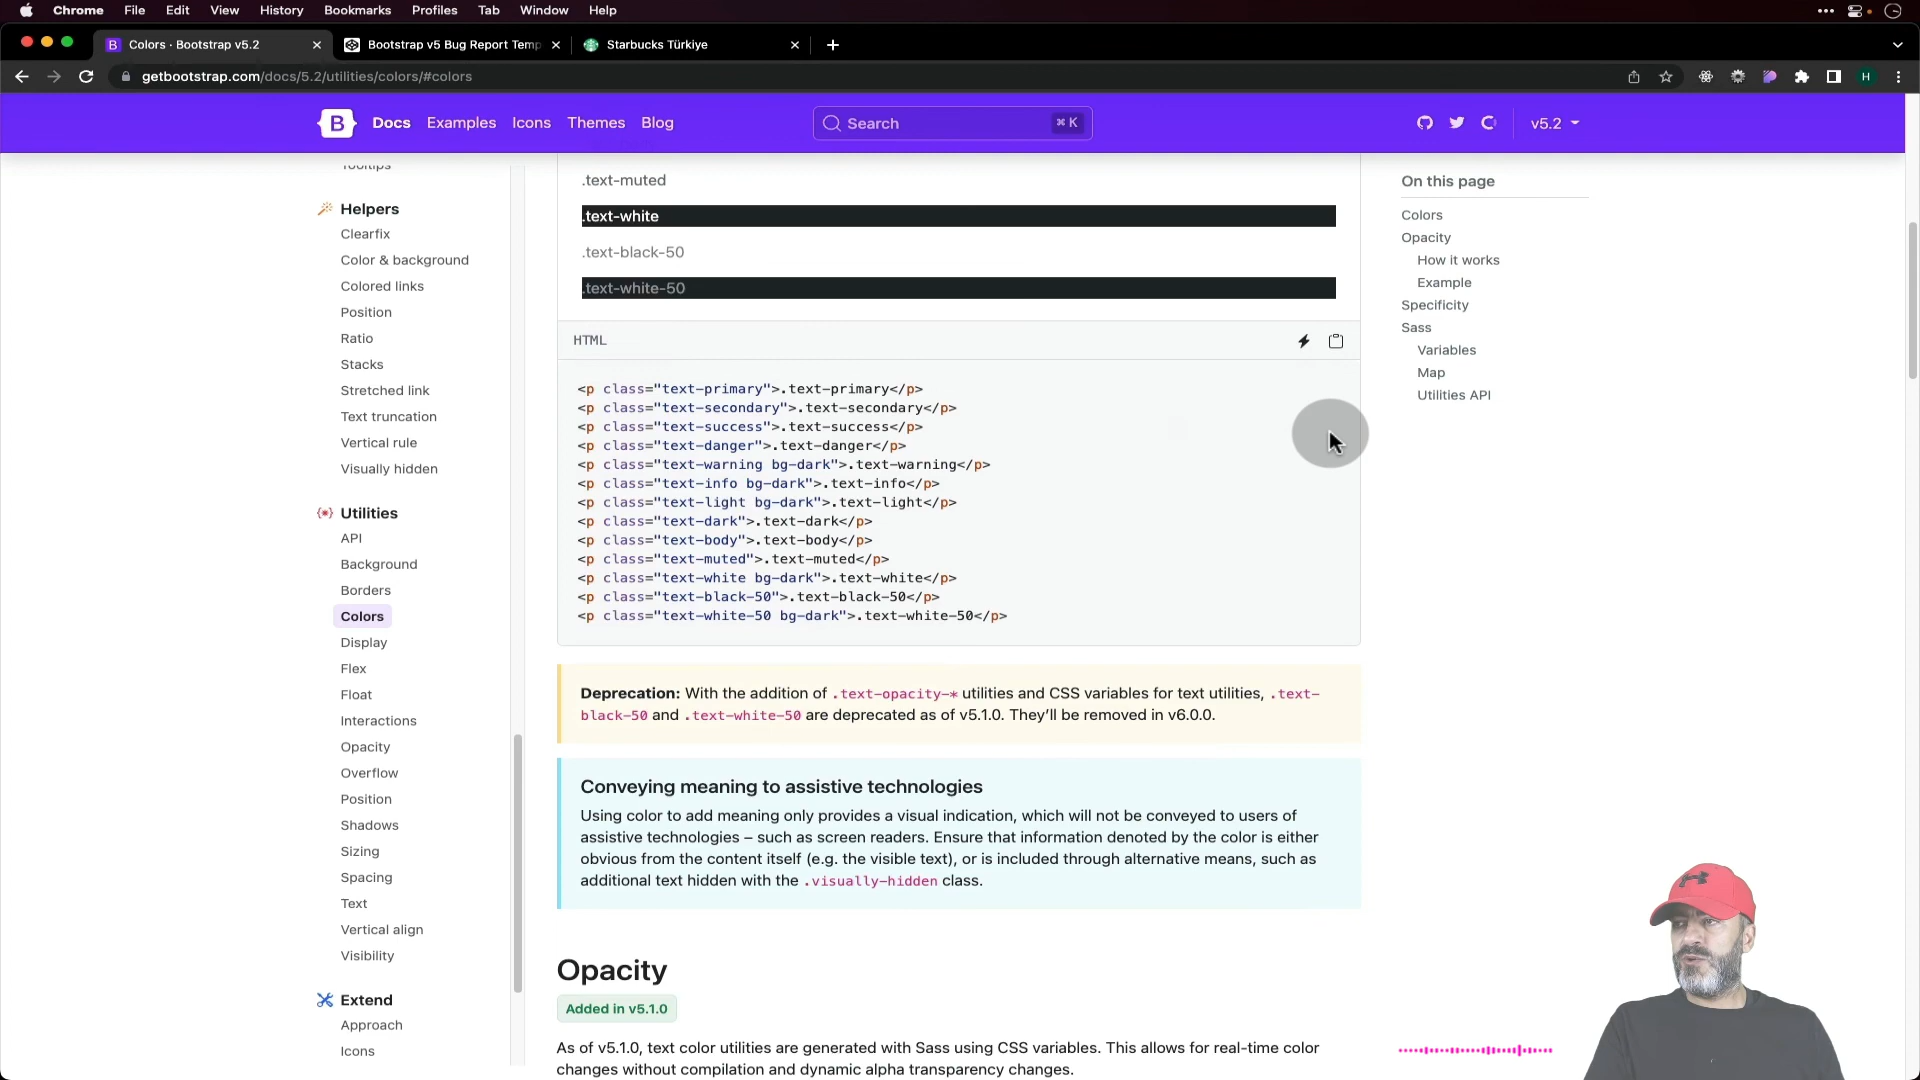 Chrome File Edit View History Bookmarks Profiles Tab Window Help
Colors · Bootstrap v5.2
Bootstrap v5 Bug Report Temp
Starbucks Türkiye
getbootstrap.com/docs/5.2/utilities/colors/#colors
H
B
Docs Examples Icons Themes Blog
Search
⌘ K
v5.2
Tooltips
Helpers
Clearfix
Color & background
Colored links
Position
Ratio
Stacks
Stretched link
Text truncation
Vertical rule
Visually hidden
Utilities
API
Background
Borders
Colors
Display
Flex
Float
Interactions
Opacity
Overflow
Position
Shadows
Sizing
Spacing
Text
Vertical align
Visibility
Extend
Approach
Icons
.text-muted
.text-white
.text-black-50
.text-white-50
HTML
<p class="text-primary">.text-primary</p>
<p class="text-secondary">.text-secondary</p>
<p class="text-success">.text-success</p>
<p class="text-danger">.text-danger</p>
<p class="text-warning bg-dark">.text-warning</p>
<p class="text-info bg-dark">.text-info</p>
<p class="text-light bg-dark">.text-light</p>
<p class="text-dark">.text-dark</p>
<p class="text-body">.text-body</p>
<p class="text-muted">.text-muted</p>
<p class="text-white bg-dark">.text-white</p>
<p class="text-black-50">.text-black-50</p>
<p class="text-white-50 bg-dark">.text-white-50</p>
Deprecation: With the addition of .text-opacity-* utilities and CSS variables for text utilities, .text-
black-50 and .text-white-50 are deprecated as of v5.1.0. They’ll be removed in v6.0.0.
Conveying meaning to assistive technologies
Using color to add meaning only provides a visual indication, which will not be conveyed to users of
assistive technologies – such as screen readers. Ensure that information denoted by the color is either
obvious from the content itself (e.g. the visible text), or is included through alternative means, such as
additional text hidden with the .visually-hidden class.
Opacity
Added in v5.1.0
As of v5.1.0, text color utilities are generated with Sass using CSS variables. This allows for real-time color
changes without compilation and dynamic alpha transparency changes.
On this page
Colors
Opacity
How it works
Example
Specificity
Sass
Variables
Map
Utilities API